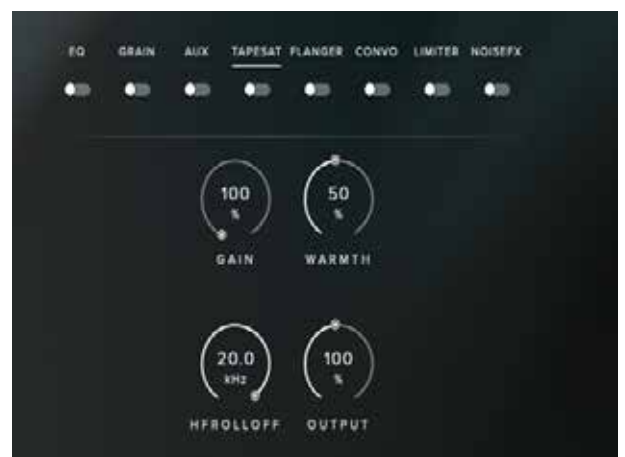 EQ GRAIN AUX TAPESAT FLANGER CONVO LIMITER NOISEFX
100 50
% %
GAIN WARMTH
20.0 100
kHz %
HFROLLOFF OUTPUT